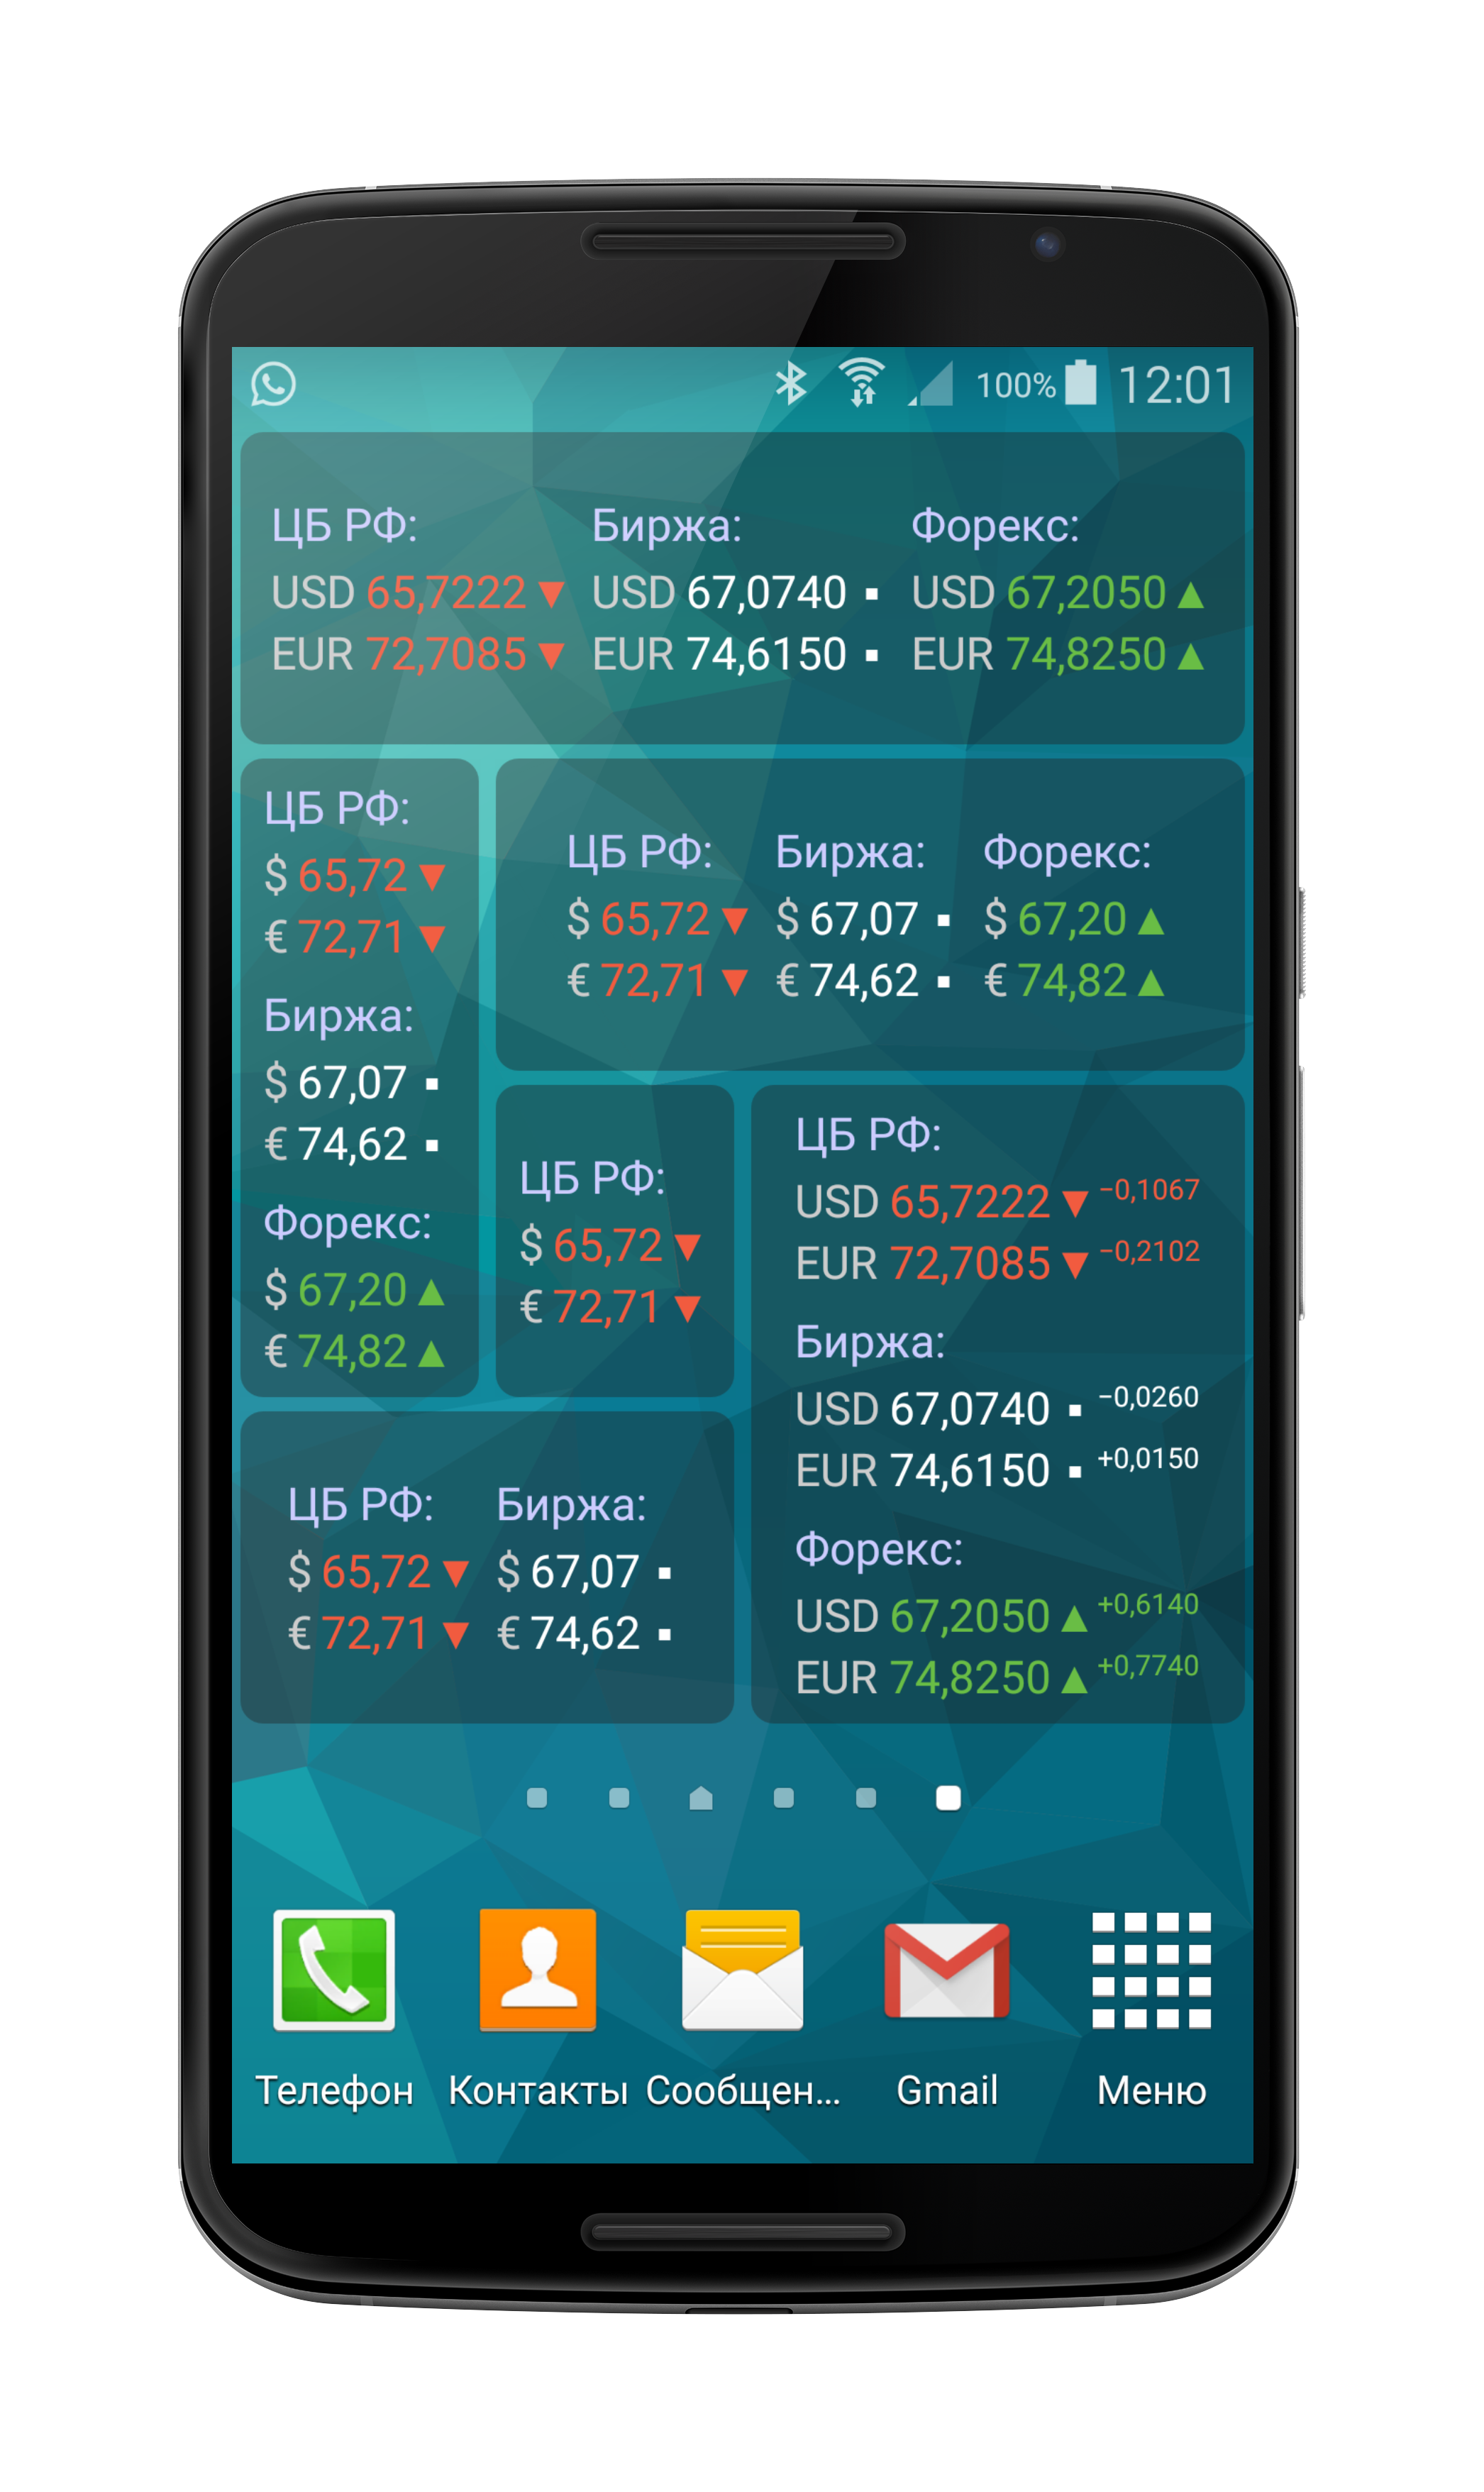 100% 12:01
ЦБ РФ: Биржа: Форекс:
USD 65,7222 ▼ USD 67,0740 ▪ USD 67,2050 ▲
EUR 72,7085 ▼ EUR 74,6150 ▪ EUR 74,8250 ▲
ЦБ РФ:
$ 65,72 ▼
€ 72,71 ▼
Биржа:
$ 67,07 ▪
€ 74,62 ▪
Форекс:
$ 67,20 ▲
€ 74,82 ▲
ЦБ РФ: Биржа: Форекс:
$ 65,72 ▼ $ 67,07 ▪ $ 67,20 ▲
€ 72,71 ▼ € 74,62 ▪ € 74,82 ▲
ЦБ РФ:
$ 65,72 ▼
€ 72,71 ▼
ЦБ РФ:
USD 65,7222 ▼ −0,1067
EUR 72,7085 ▼ −0,2102
Биржа:
USD 67,0740 ▪ −0,0260
EUR 74,6150 ▪ +0,0150
Форекс:
USD 67,2050 ▲ +0,6140
EUR 74,8250 ▲ +0,7740
ЦБ РФ: Биржа:
$ 65,72 ▼ $ 67,07 ▪
€ 72,71 ▼ € 74,62 ▪
Телефон Контакты Сообщен... Gmail Меню